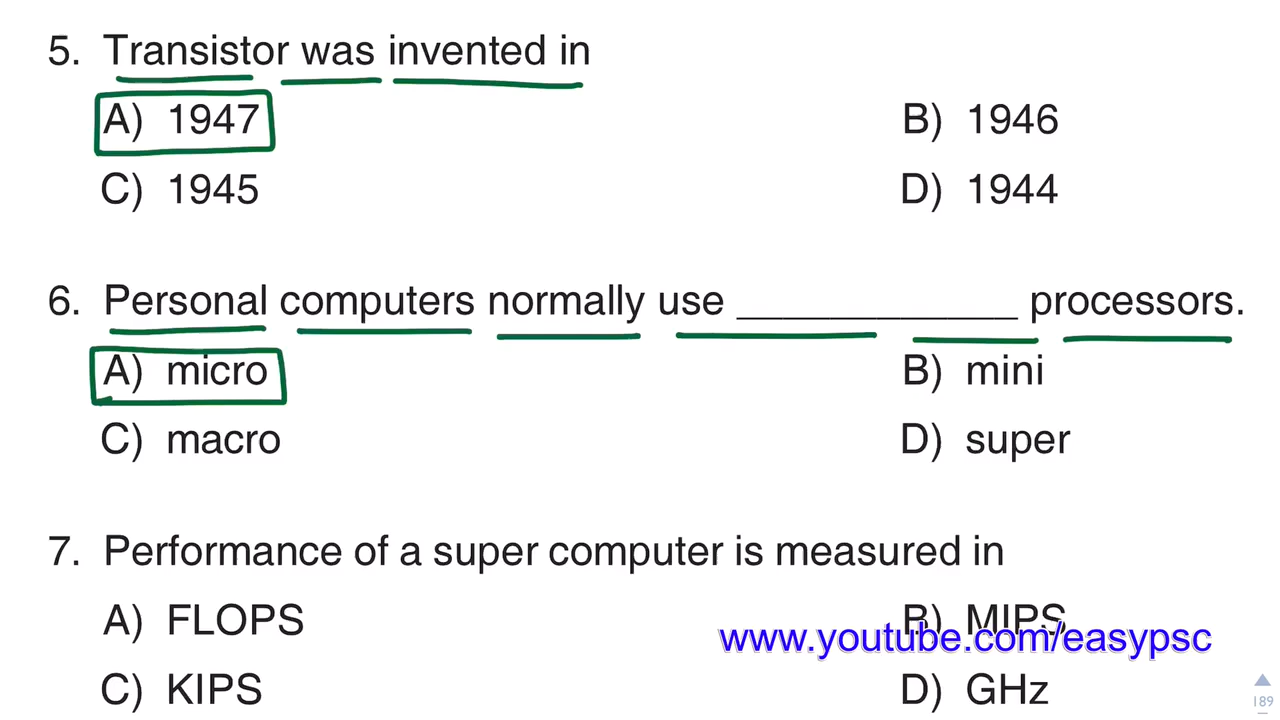 5. Transistor was invented in
A) 1947 B) 1946
C) 1945 D) 1944
6. Personal computers normally use ____________ processors.
A) micro B) mini
C) macro D) super
7. Performance of a super computer is measured in
A) FLOPS B) MIPS
www.youtube.com/easypsc
C) KIPS D) GHz
189